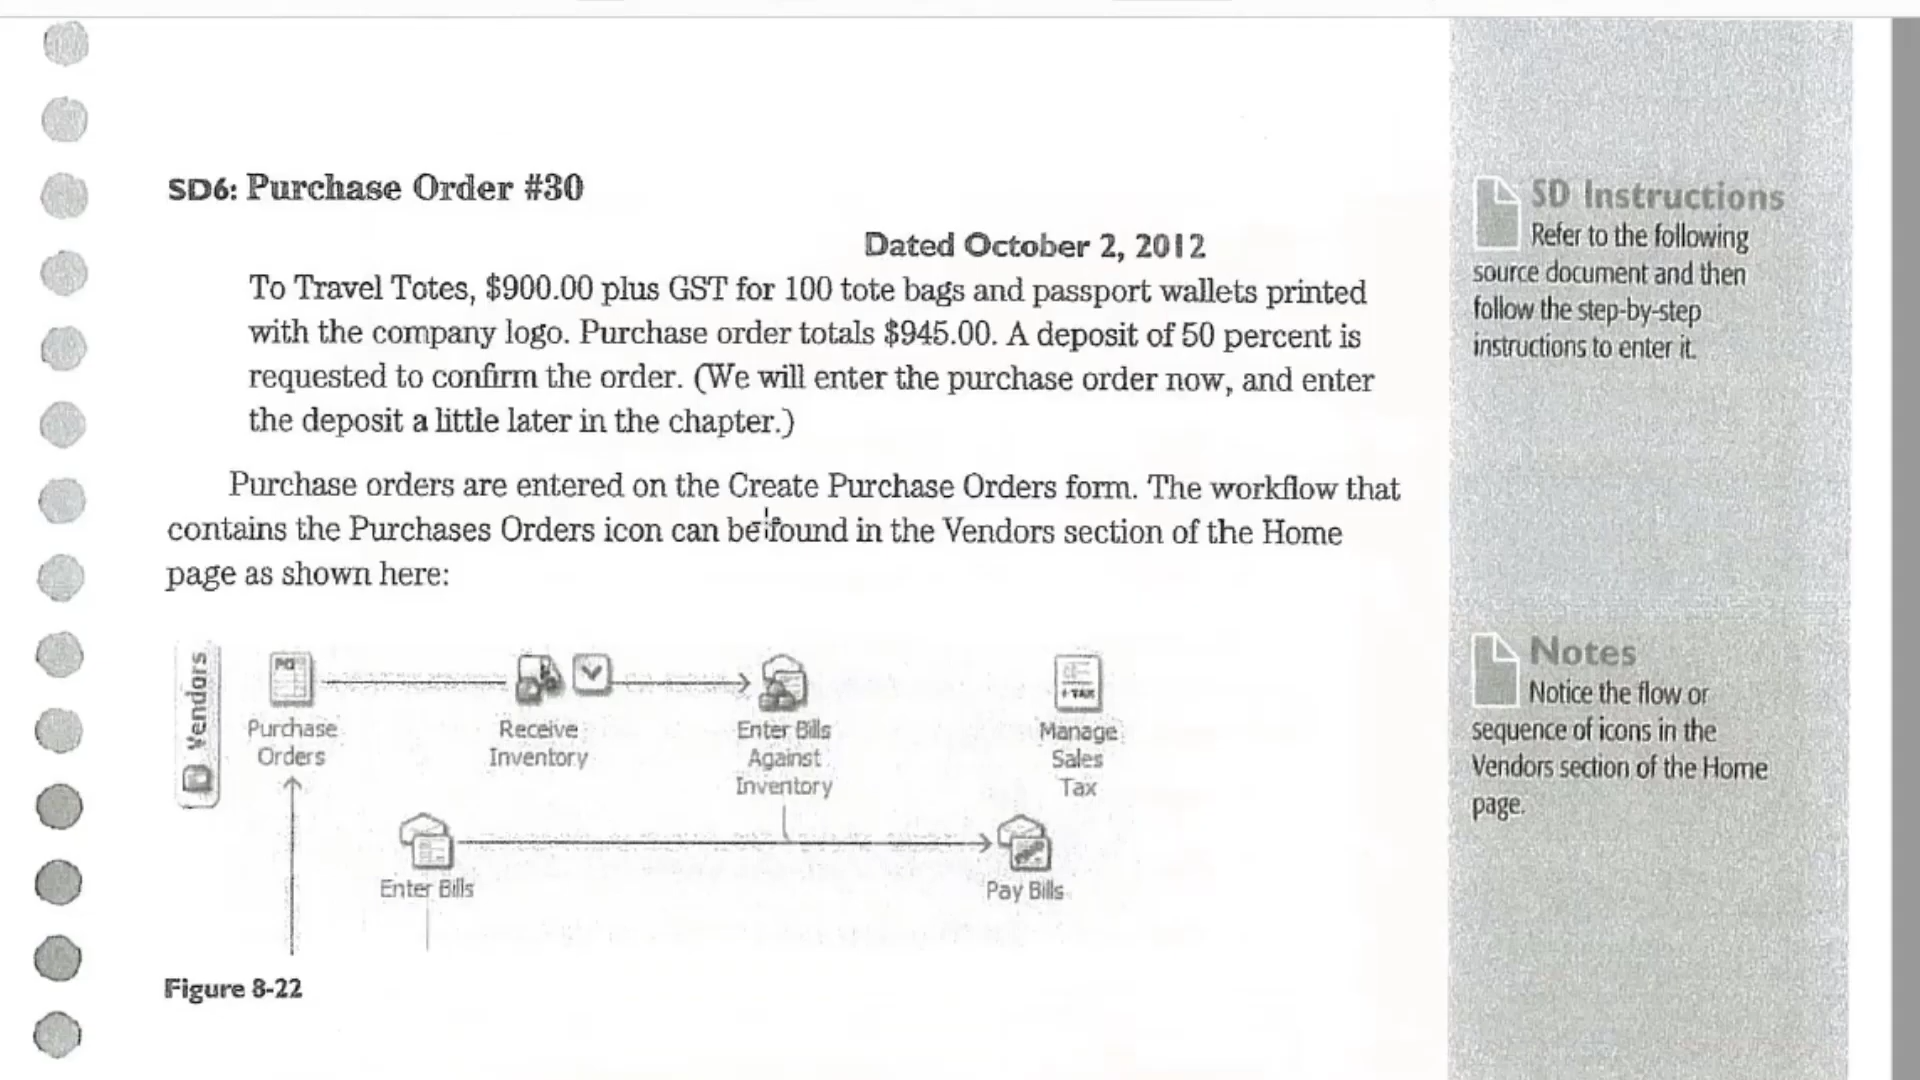 SD6: Purchase Order #30
Dated October 2, 2012
To Travel Totes, $900.00 plus GST for 100 tote bags and passport wallets printed
with the company logo. Purchase order totals $945.00. A deposit of 50 percent is
requested to confirm the order. (We will enter the purchase order now, and enter
the deposit a little later in the chapter.)
Purchase orders are entered on the Create Purchase Orders form. The workflow that
contains the Purchases Orders icon can be found in the Vendors section of the Home
page as shown here:
Vendors
PO
Purchase
Orders
Receive
Inventory
Enter Bills
Against
Inventory
TAX
Manage
Sales
Tax
Enter Bills
Pay Bills
Figure 8-22
SD Instructions
Refer to the following
source document and then
follow the step-by-step
instructions to enter it.
Notes
Notice the flow or
sequence of icons in the
Vendors section of the Home
page.